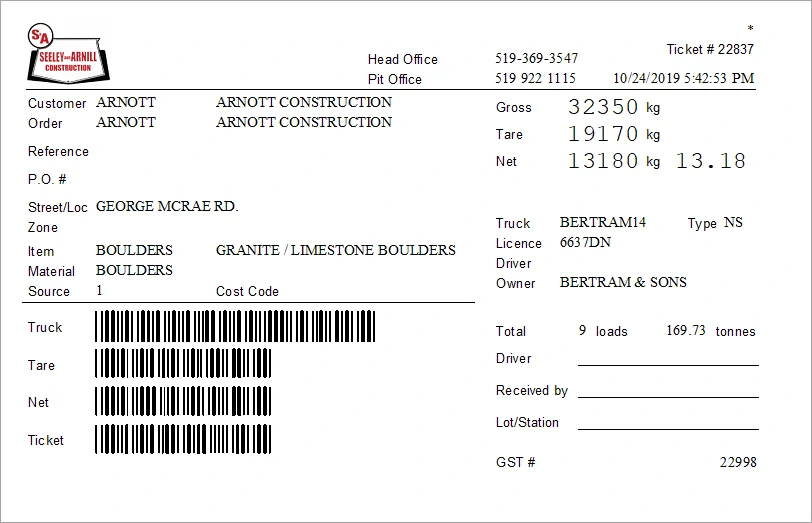 S/A
SEELEY AND ARNILL
CONSTRUCTION
*
Ticket # 22837
Head Office 519-369-3547
Pit Office 519 922 1115 10/24/2019 5:42:53 PM
Customer ARNOTT ARNOTT CONSTRUCTION
Order ARNOTT ARNOTT CONSTRUCTION
Reference
P.O. #
Street/Loc GEORGE MCRAE RD.
Zone
Item BOULDERS GRANITE / LIMESTONE BOULDERS
Material BOULDERS
Source 1 Cost Code
Truck
Tare
Net
Ticket
Gross 32350 kg
Tare 19170 kg
Net 13180 kg 13.18
Truck BERTRAM14 Type NS
Licence 6637DN
Driver
Owner BERTRAM & SONS
Total 9 loads 169.73 tonnes
Driver
Received by
Lot/Station
GST # 22998